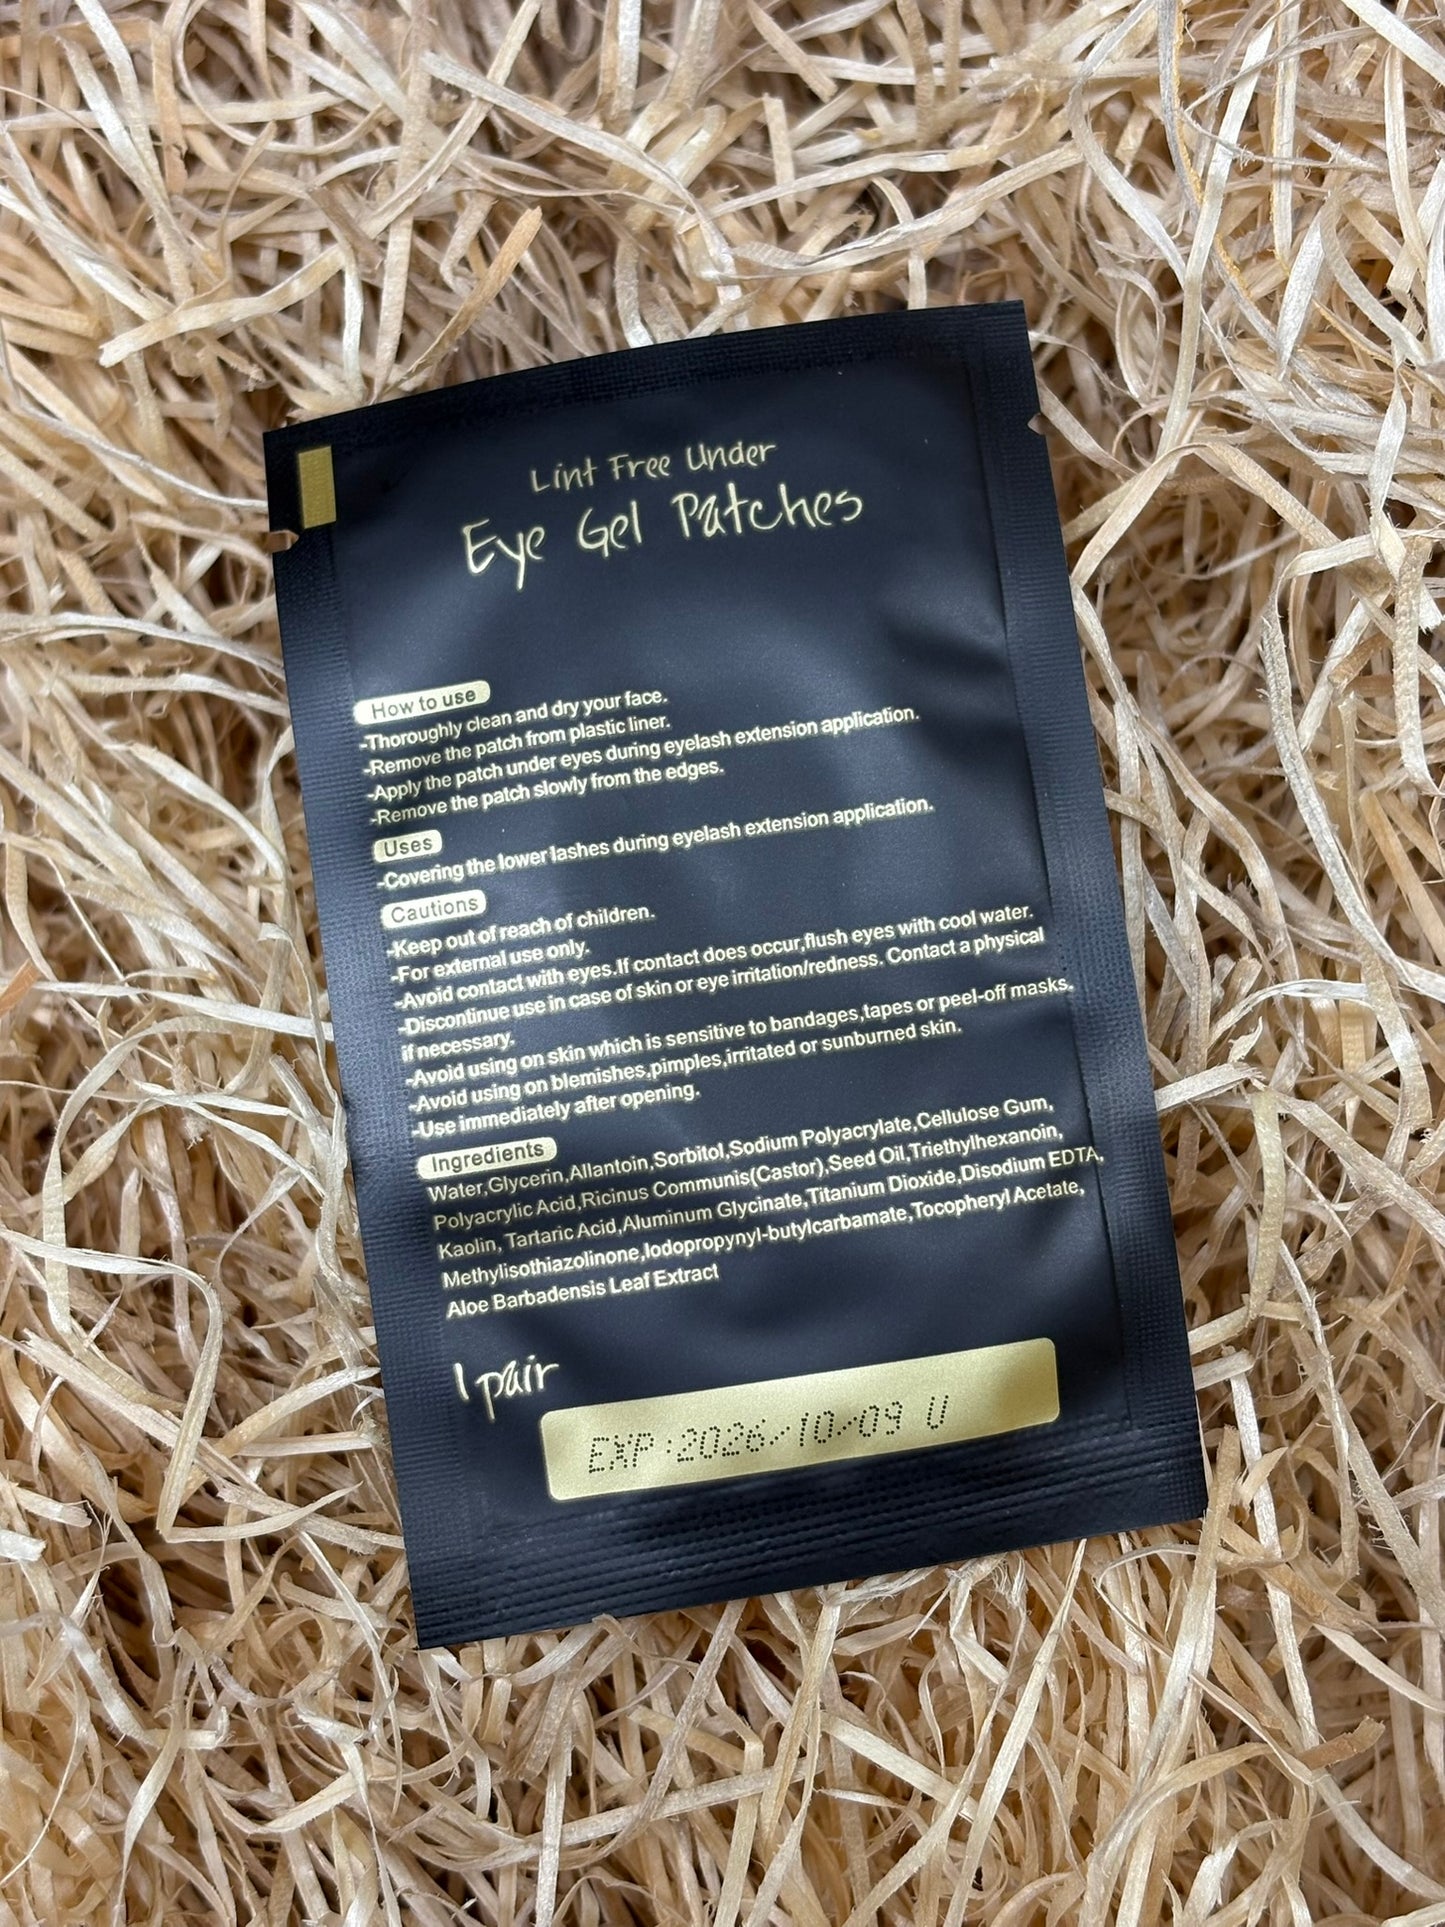 Lint Free Under
Eye Gel Patches
How to use
-Thoroughly clean and dry your face.
-Remove the patch from plastic liner.
-Apply the patch under eyes during eyelash extension application.
-Remove the patch slowly from the edges.
Uses
-Covering the lower lashes during eyelash extension application.
Cautions
-Keep out of reach of children.
-For external use only.
-Avoid contact with eyes.If contact does occur,flush eyes with cool water.
-Discontinue use in case of skin or eye irritation/redness. Contact a physical
if necessary.
-Avoid using on skin which is sensitive to bandages,tapes or peel-off masks.
-Avoid using on blemishes,pimples,irritated or sunburned skin.
-Use immediately after opening.
Ingredients
Water,Glycerin,Allantoin,Sorbitol,Sodium Polyacrylate,Cellulose Gum,
Polyacrylic Acid,Ricinus Communis(Castor),Seed Oil,Triethylhexanoin,
Kaolin, Tartaric Acid,Aluminum Glycinate,Titanium Dioxide,Disodium EDTA,
Methylisothiazolinone,Iodopropynyl-butylcarbamate,Tocopheryl Acetate,
Aloe Barbadensis Leaf Extract
1 pair
EXP:2026/10/09 U